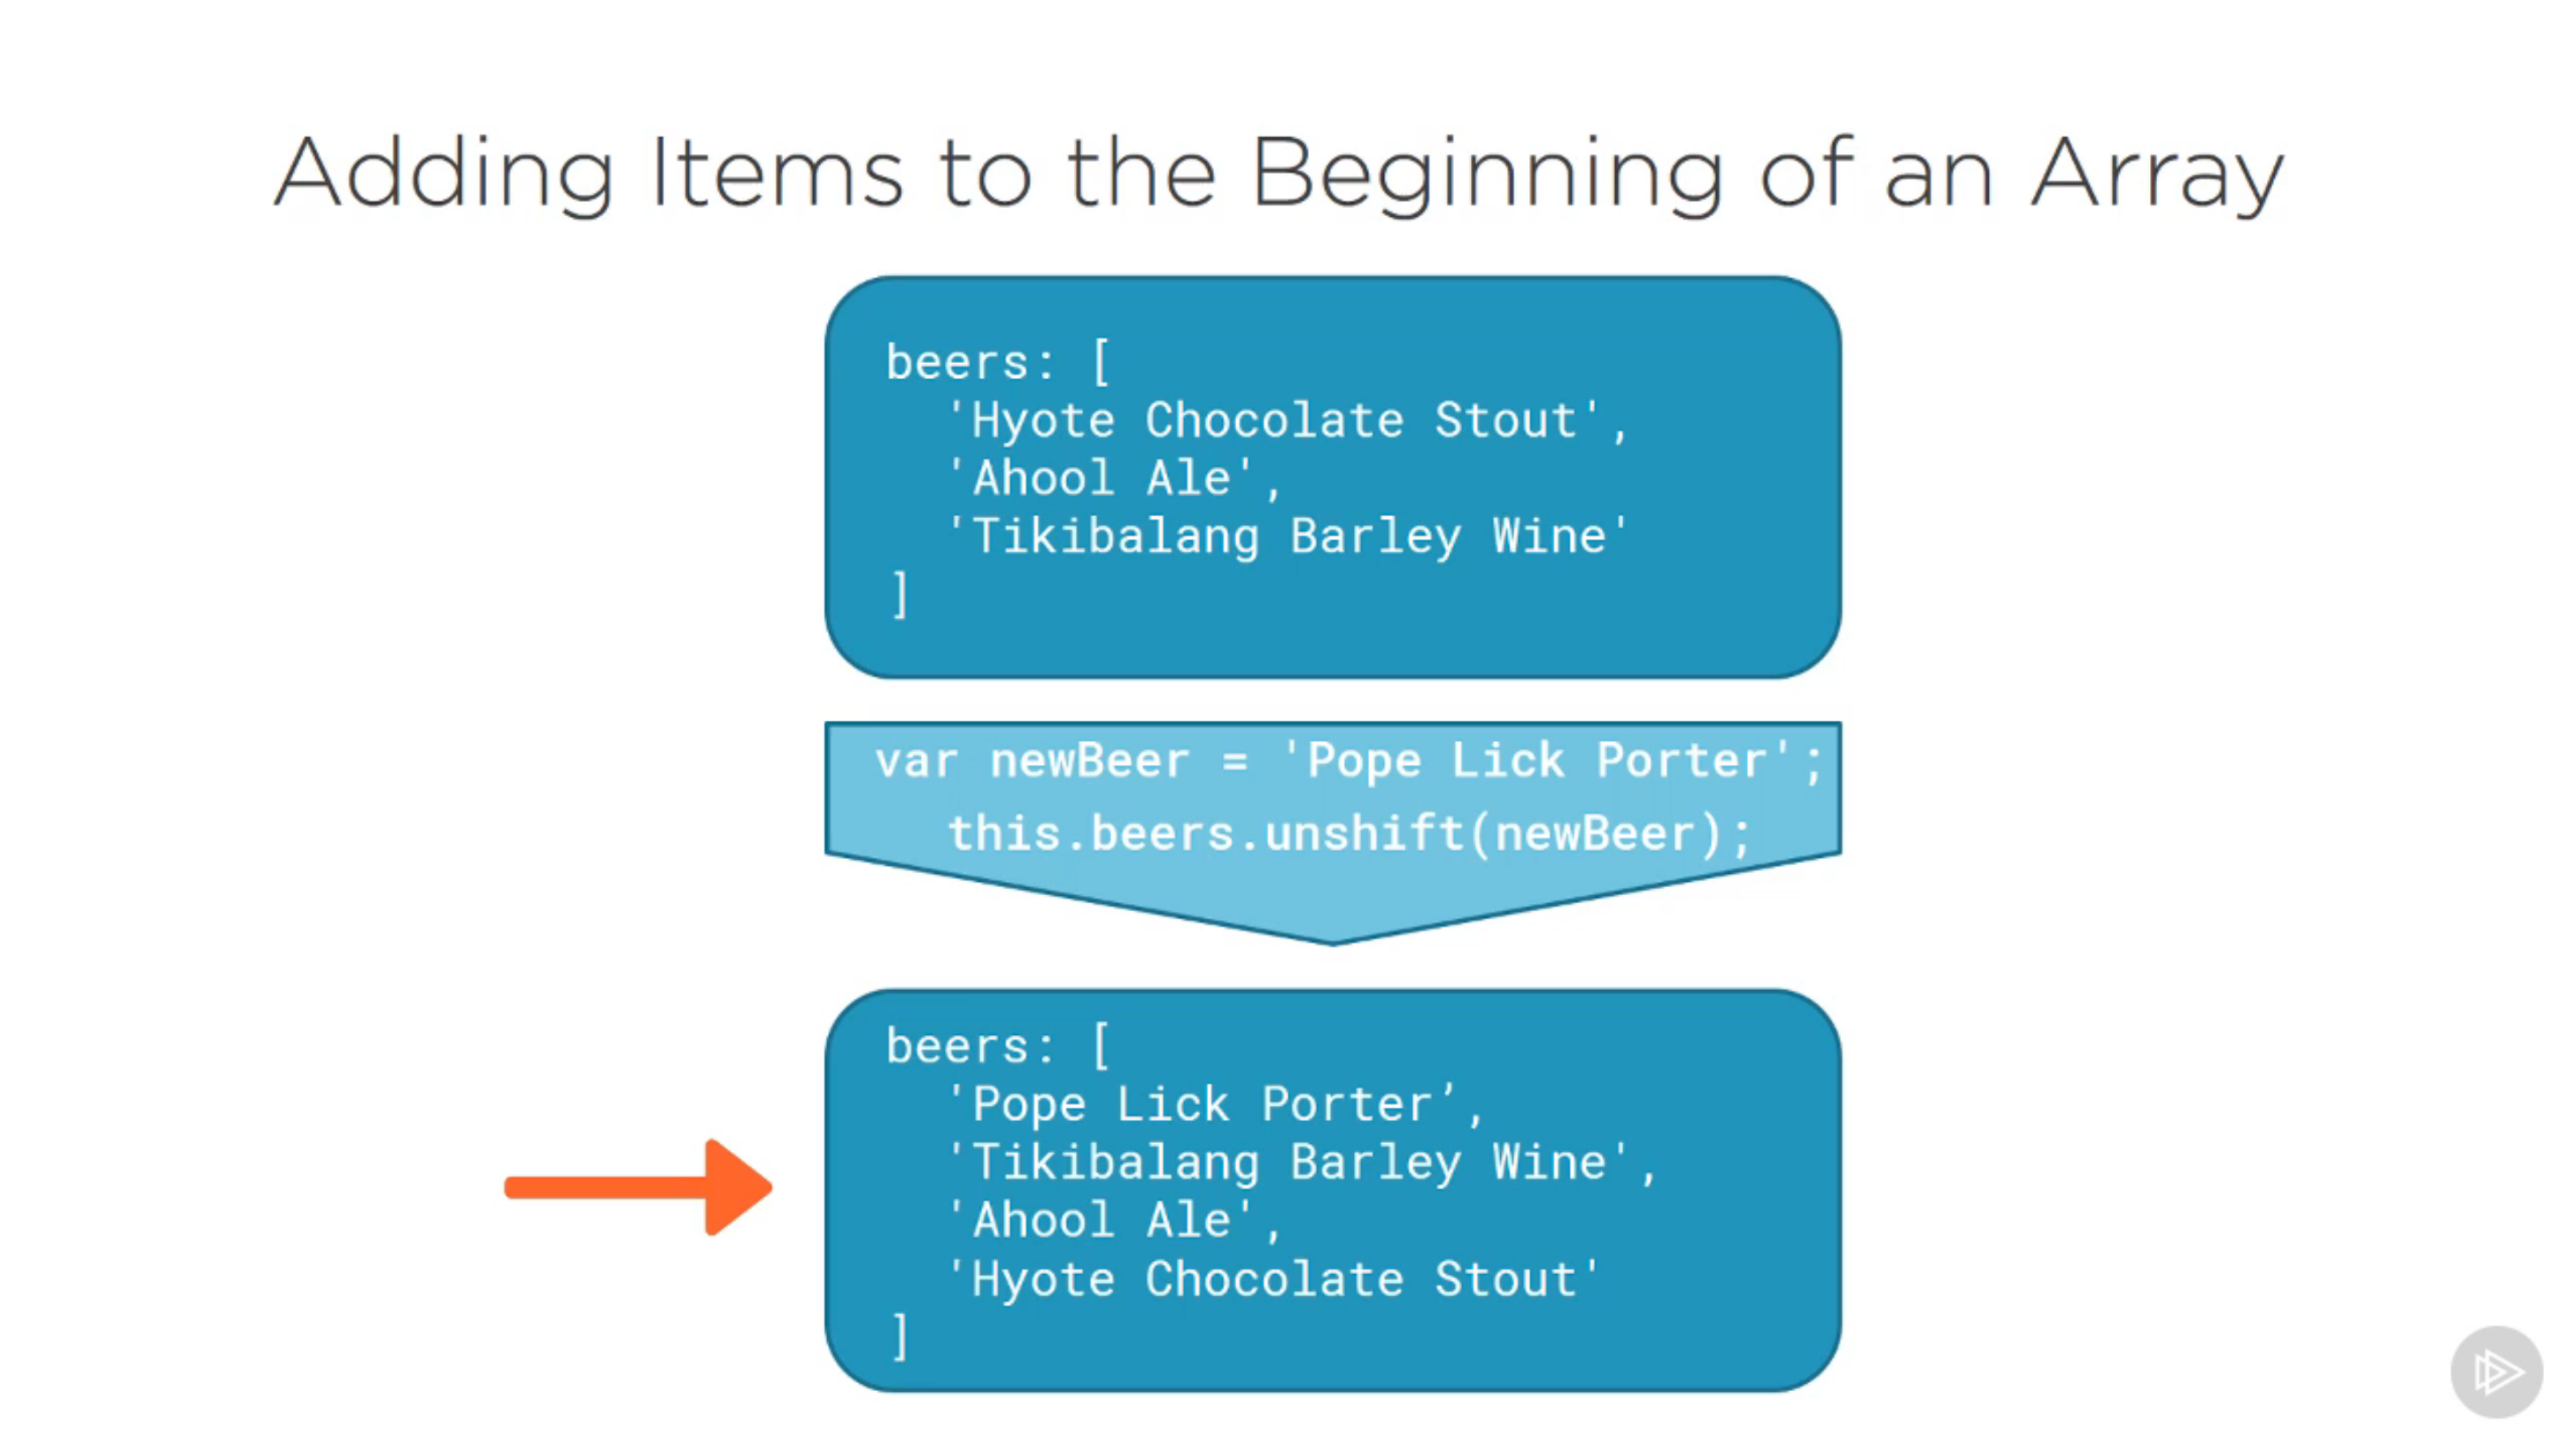 Adding Items to the Beginning of an Array
beers: [
'Hyote Chocolate Stout',
'Ahool Ale',
'Tikibalang Barley Wine'
]
var newBeer = 'Pope Lick Porter';
this.beers.unshift(newBeer);
beers: [
'Pope Lick Porter’,
'Tikibalang Barley Wine',
'Ahool Ale',
'Hyote Chocolate Stout'
]